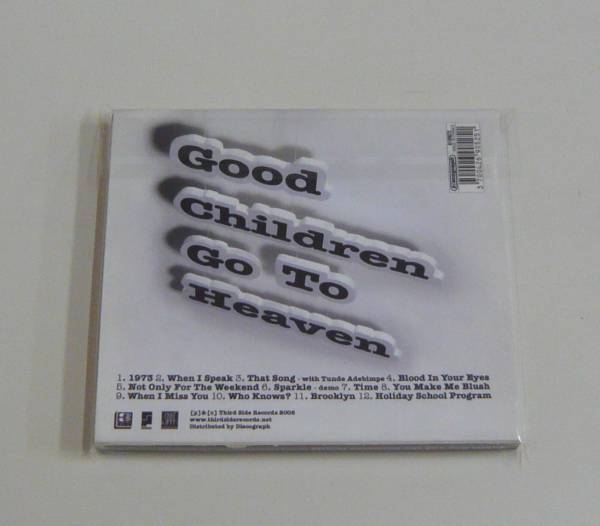 Good
Children
Go To
Heaven
1. 1973 2. When I Speak 3. That Song - with Tunde Adebimpe 4. Blood In Your Eyes
5. Not Only For The Weekend 6. Sparkle - demo 7. Time 8. You Make Me Blush
9. When I Miss You 10. Who Knows? 11. Brooklyn 12. Holiday School Program
[p]&[c] Third Side Records 2008
www.thirdsiderecords.net
Distributed by Discograph